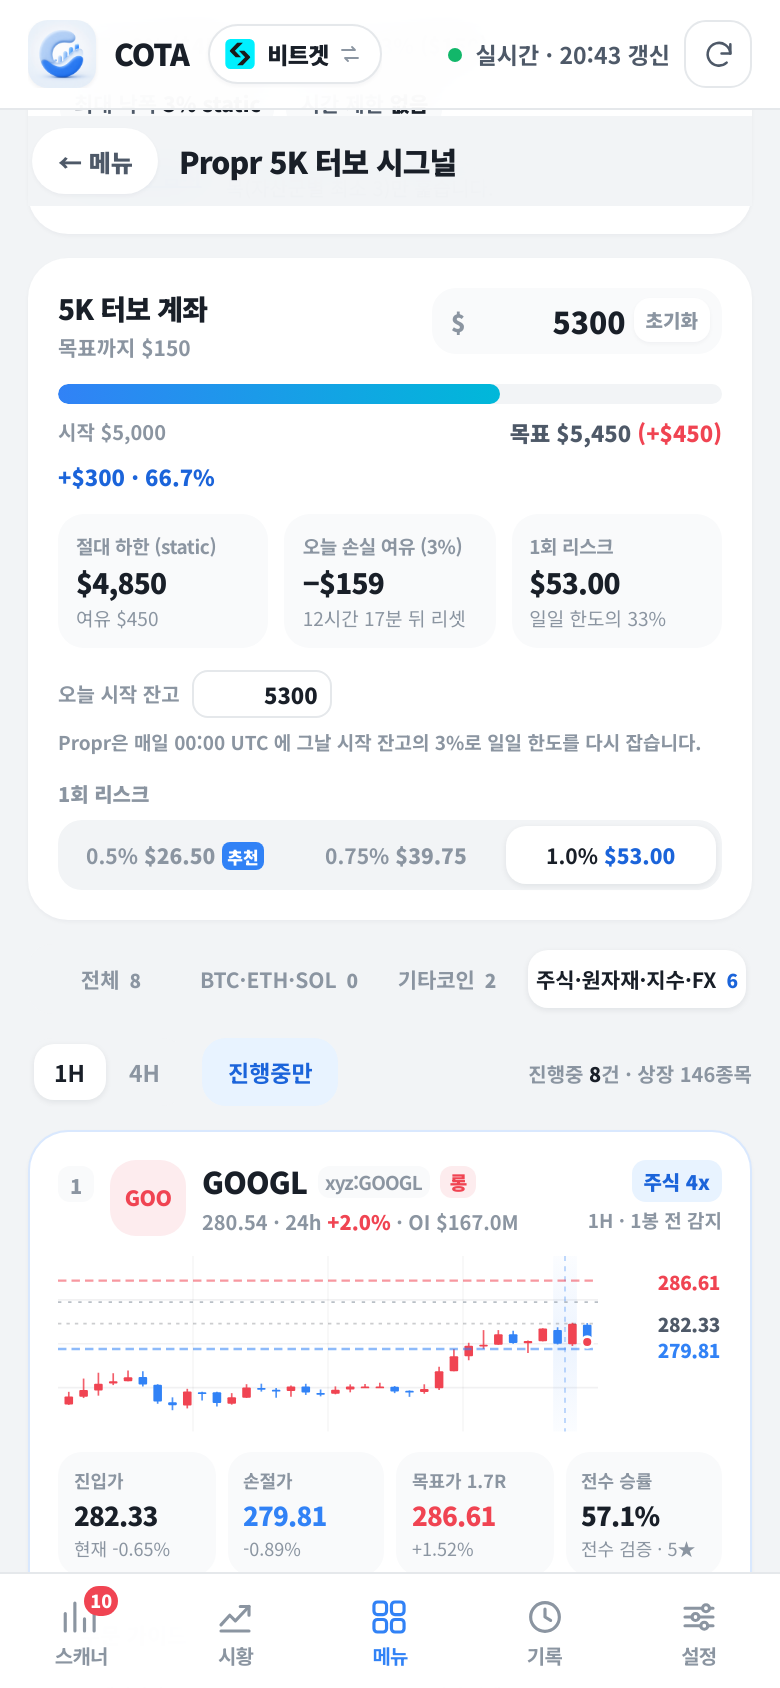 COTA 비트겟 실시간 · 20:43 갱신
← 메뉴 Propr 5K 터보 시그널
5K 터보 계좌
$ 5300 초기화
목표까지 $150
시작 $5,000 목표 $5,450 (+$450)
+$300 · 66.7%
절대 하한 (static) 오늘 손실 여유 (3%) 1회 리스크
$4,850 −$159 $53.00
여유 $450 12시간 17분 뒤 리셋 일일 한도의 33%
오늘 시작 잔고 5300
Propr은 매일 00:00 UTC 에 그날 시작 잔고의 3%로 일일 한도를 다시 잡습니다.
1회 리스크
0.5% $26.50 추천 0.75% $39.75 1.0% $53.00
전체 8 BTC·ETH·SOL 0 기타코인 2 주식·원자재·지수·FX 6
1H 4H 진행중만 진행중 8건 · 상장 146종목
1 GOO GOOGL xyz:GOOGL 롱 주식 4x
280.54 · 24h +2.0% · OI $167.0M 1H · 1봉 전 감지
286.61
282.33
279.81
진입가 손절가 목표가 1.7R 전수 승률
282.33 279.81 286.61 57.1%
현재 -0.65% -0.89% +1.52% 전수 검증 · 5★
10
스캐너 시황 메뉴 기록 설정